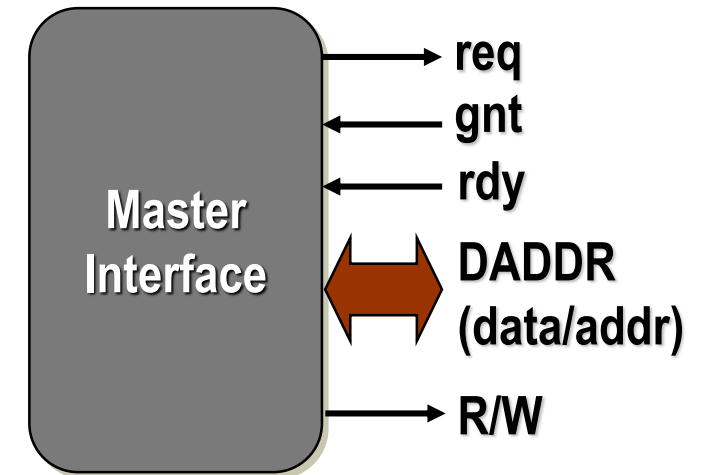 Master
Interface
req
gnt
rdy
DADDR
(data/addr)
R/W